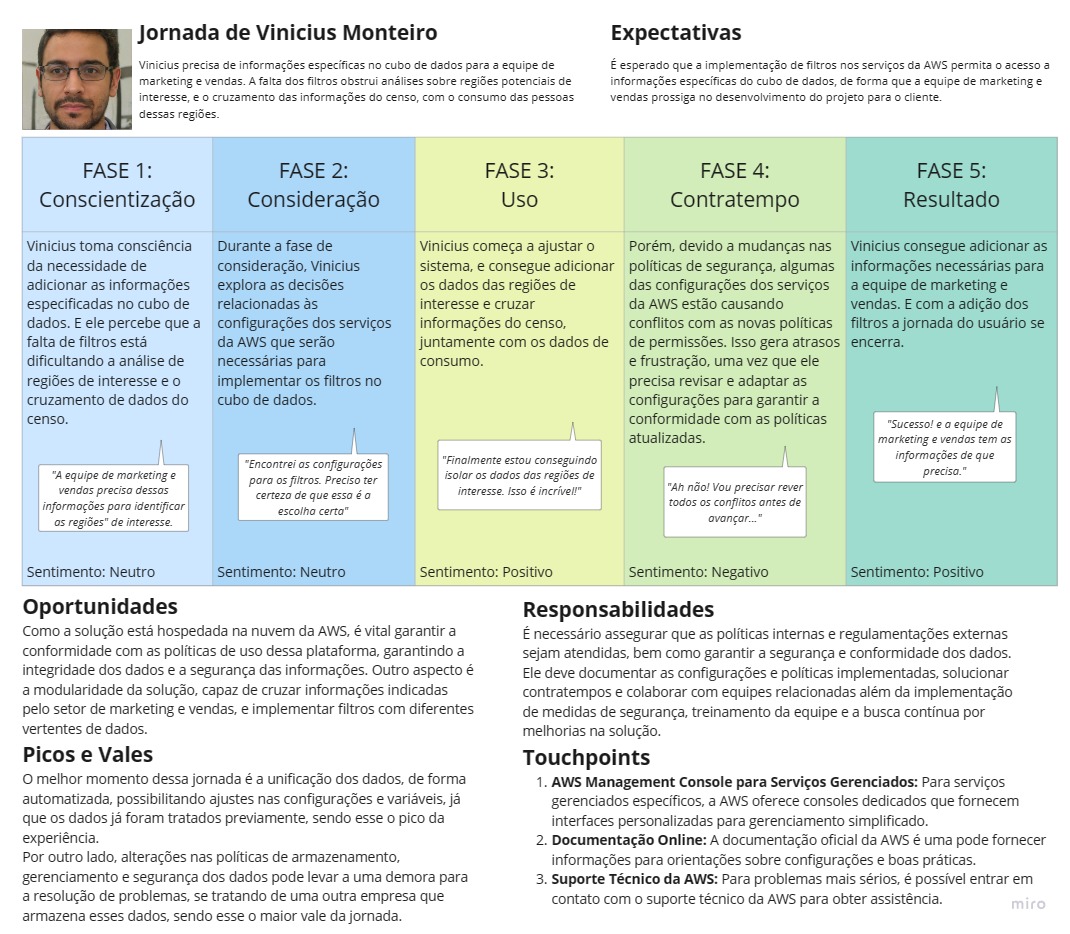 Jornada de Vinicius Monteiro
Vinicius precisa de informações específicas no cubo de dados para a equipe de
marketing e vendas. A falta dos filtros obstrui análises sobre regiões potenciais de
interesse, e o cruzamento das informações do censo, com o consumo das pessoas
dessas regiões.
Expectativas
É esperado que a implementação de filtros nos serviços da AWS permita o acesso a
informações específicas do cubo de dados, de forma que a equipe de marketing e
vendas prossiga no desenvolvimento do projeto para o cliente.
FASE 1:
Conscientização
Vinicius toma consciência
da necessidade de
adicionar as informações
especificadas no cubo de
dados. E ele percebe que a
falta de filtros está
dificultando a análise de
regiões de interesse e o
cruzamento de dados do
censo.
"A equipe de marketing e
vendas precisa dessas
informações para identificar
as regiões" de interesse.
Sentimento: Neutro
FASE 2:
Consideração
Durante a fase de
consideração, Vinicius
explora as decisões
relacionadas às
configurações dos serviços
da AWS que serão
necessárias para
implementar os filtros no
cubo de dados.
"Encontrei as configurações
para os filtros. Preciso ter
certeza de que essa é a
escolha certa"
Sentimento: Neutro
FASE 3:
Uso
Vinicius começa a ajustar o
sistema, e consegue adicionar
os dados das regiões de
interesse e cruzar
informações do censo,
juntamente com os dados de
consumo.
"Finalmente estou conseguindo
isolar os dados das regiões de
interesse. Isso é incrível!"
Sentimento: Positivo
FASE 4:
Contratempo
Porém, devido a mudanças nas
políticas de segurança, algumas
das configurações dos serviços
da AWS estão causando
conflitos com as novas políticas
de permissões. Isso gera atrasos
e frustração, uma vez que ele
precisa revisar e adaptar as
configurações para garantir a
conformidade com as políticas
atualizadas.
"Ah não! Vou precisar rever
todos os conflitos antes de
avançar..."
Sentimento: Negativo
FASE 5:
Resultado
Vinicius consegue adicionar as
informações necessárias para
a equipe de marketing e
vendas. E com a adição dos
filtros a jornada do usuário se
encerra.
"Sucesso! e a equipe de
marketing e vendas tem as
informações de que
precisa."
Sentimento: Positivo
Oportunidades
Como a solução está hospedada na nuvem da AWS, é vital garantir a
conformidade com as políticas de uso dessa plataforma, garantindo a
integridade dos dados e a segurança das informações. Outro aspecto é
a modularidade da solução, capaz de cruzar informações indicadas
pelo setor de marketing e vendas, e implementar filtros com diferentes
vertentes de dados.
Picos e Vales
O melhor momento dessa jornada é a unificação dos dados, de forma
automatizada, possibilitando ajustes nas configurações e variáveis, já
que os dados já foram tratados previamente, sendo esse o pico da
experiência.
Por outro lado, alterações nas políticas de armazenamento,
gerenciamento e segurança dos dados pode levar a uma demora para
a resolução de problemas, se tratando de uma outra empresa que
armazena esses dados, sendo esse o maior vale da jornada.
Responsabilidades
É necessário assegurar que as políticas internas e regulamentações externas
sejam atendidas, bem como garantir a segurança e conformidade dos dados.
Ele deve documentar as configurações e políticas implementadas, solucionar
contratempos e colaborar com equipes relacionadas além da implementação
de medidas de segurança, treinamento da equipe e a busca contínua por
melhorias na solução.
Touchpoints
1. AWS Management Console para Serviços Gerenciados: Para serviços
gerenciados específicos, a AWS oferece consoles dedicados que fornecem
interfaces personalizadas para gerenciamento simplificado.
2. Documentação Online: A documentação oficial da AWS é uma pode fornecer
informações para orientações sobre configurações e boas práticas.
3. Suporte Técnico da AWS: Para problemas mais sérios, é possível entrar em
contato com o suporte técnico da AWS para obter assistência.
miro